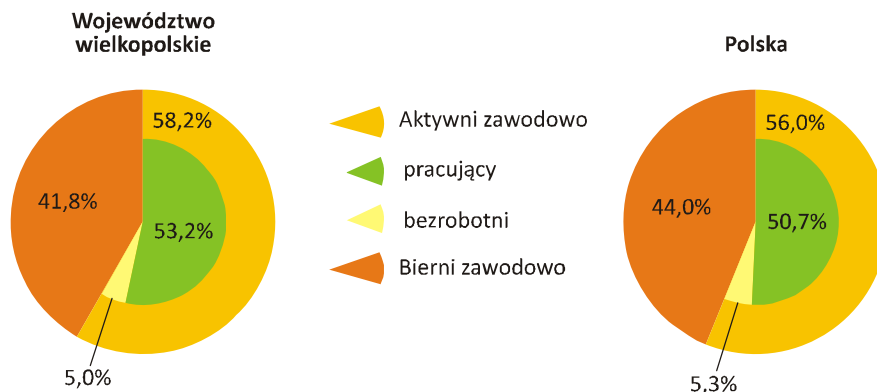 Województwo
wielkopolskie
58,2%
41,8%
53,2%
5,0%
Aktywni zawodowo
pracujący
bezrobotni
Bierni zawodowo
Polska
56,0%
44,0%
50,7%
5,3%